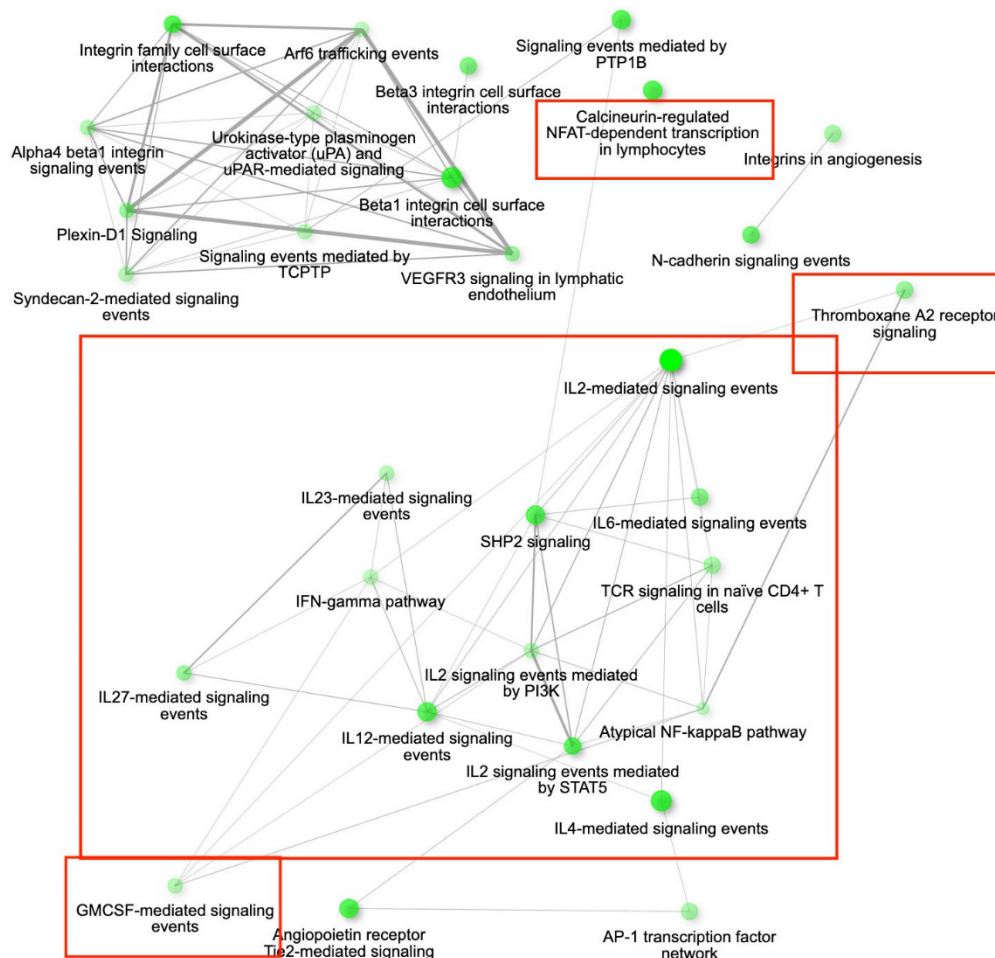 Integrin family cell surface
interactions
Arf6 trafficking events
Signaling events mediated by
PTP1B
Beta3 integrin cell surface
interactions
Calcineurin-regulated
NFAT-dependent transcription
in lymphocytes
Alpha4 beta1 integrin
signaling events
Urokinase-type plasminogen
activator (uPA) and
uPAR-mediated signaling
Integrins in angiogenesis
Beta1 integrin cell surface
interactions
Plexin-D1 Signaling
Signaling events mediated by
TCPTP
VEGFR3 signaling in lymphatic
endothelium
N-cadherin signaling events
Syndecan-2-mediated signaling
events
Thromboxane A2 receptor
signaling
IL2-mediated signaling events
IL23-mediated signaling
events
SHP2 signaling
IL6-mediated signaling events
IFN-gamma pathway
TCR signaling in naïve CD4+ T
cells
IL27-mediated signaling
events
IL2 signaling events mediated
by PI3K
IL12-mediated signaling
events
Atypical NF-kappaB pathway
IL2 signaling events mediated
by STAT5
IL4-mediated signaling events
GMCSF-mediated signaling
events
Angiopoietin receptor
Tie2-mediated signaling
AP-1 transcription factor
network